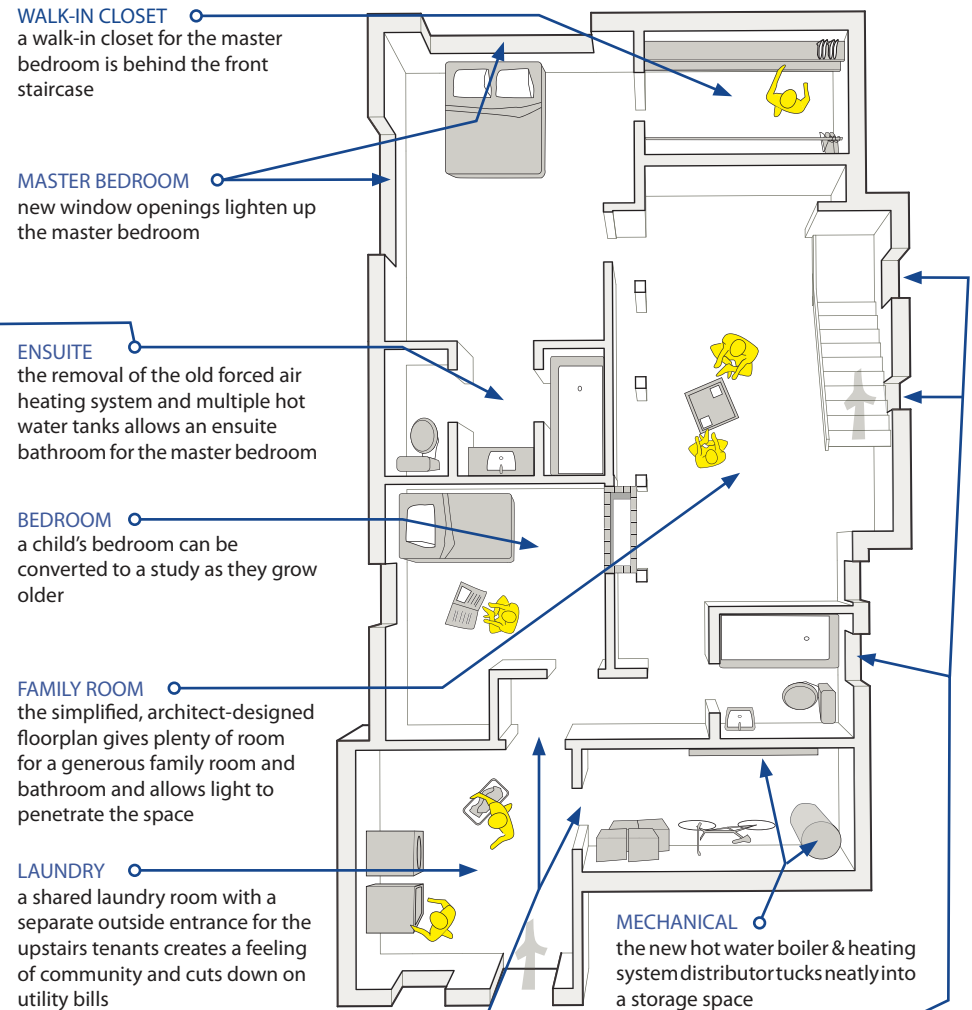 WALK-IN CLOSET
a walk-in closet for the master
bedroom is behind the front
staircase
MASTER BEDROOM
new window openings lighten up
the master bedroom
ENSUITE
the removal of the old forced air
heating system and multiple hot
water tanks allows an ensuite
bathroom for the master bedroom
BEDROOM
a child's bedroom can be
converted to a study as they grow
older
FAMILY ROOM
the simplified, architect-designed
floorplan gives plenty of room
for a generous family room and
bathroom and allows light to
penetrate the space
LAUNDRY
a shared laundry room with a
separate outside entrance for the
upstairs tenants creates a feeling
of community and cuts down on
utility bills
MECHANICAL
the new hot water boiler & heating
system distributor tucks neatly into
a storage space